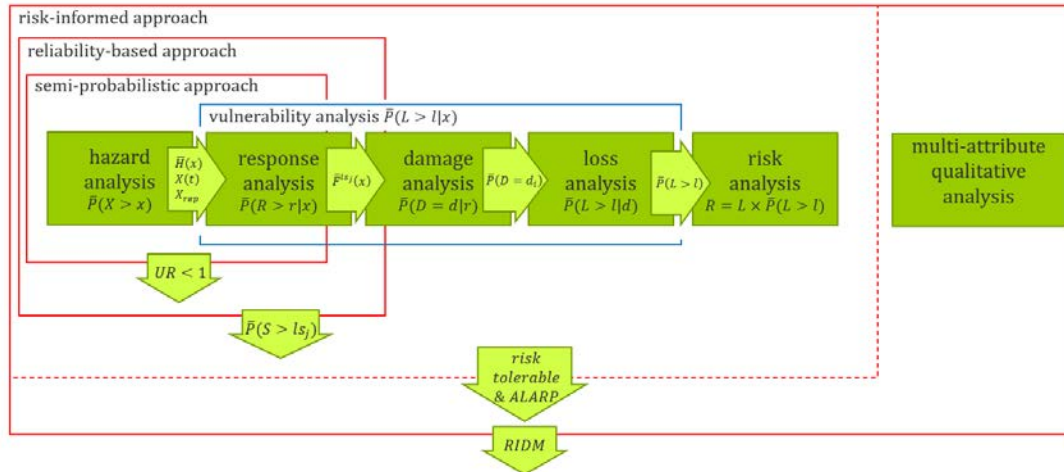 risk-informed approach
reliability-based approach
semi-probabilistic approach
vulnerability analysis P̅(L > l|x)
hazard
analysis
P̅(X > x)
H̅(x)
X(t)
X_rep
response
analysis
P̅(R > r|x)
P̅^{ls_j}(x)
damage
analysis
P̅(D = d|r)
P̅(D = d_i)
loss
analysis
P̅(L > l|d)
P̅(L > l)
risk
analysis
R = L × P̅(L > l)
multi-attribute
qualitative
analysis
UR < 1
P̅(S > ls_j)
risk
tolerable
& ALARP
RIDM